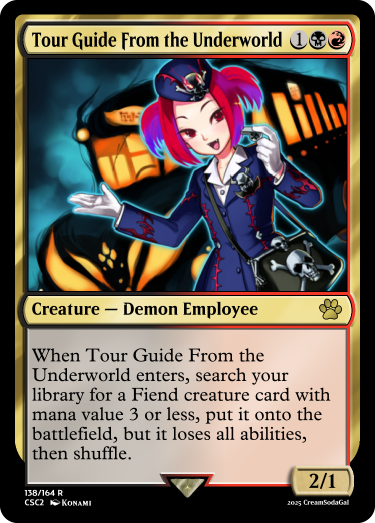 Tour Guide From the Underworld 1
Creature — Demon Employee
When Tour Guide From the
Underworld enters, search your
library for a Fiend creature card with
mana value 3 or less, put it onto the
battlefield, but it loses all abilities,
then shuffle.
2/1
138/164 R
CSC2 Konami
2025 CreamSodaGal